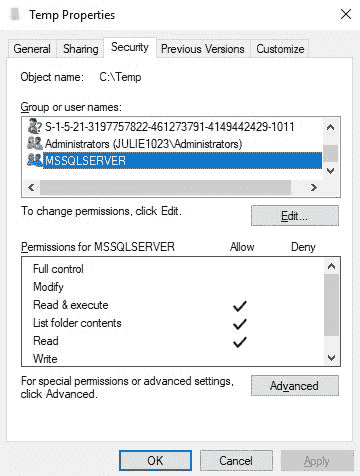 Temp Properties
General Sharing Security Previous Versions Customize
Object name: C:\Temp
Group or user names:
S-1-5-21-3197757822-461273791-4149442429-1011
Administrators (JULIE1023\Administrators)
MSSQLSERVER
To change permissions, click Edit.
Edit...
Permissions for MSSQLSERVER Allow Deny
Full control
Modify
Read & execute
List folder contents
Read
Write
For special permissions or advanced settings,
click Advanced.
Advanced
OK Cancel Apply